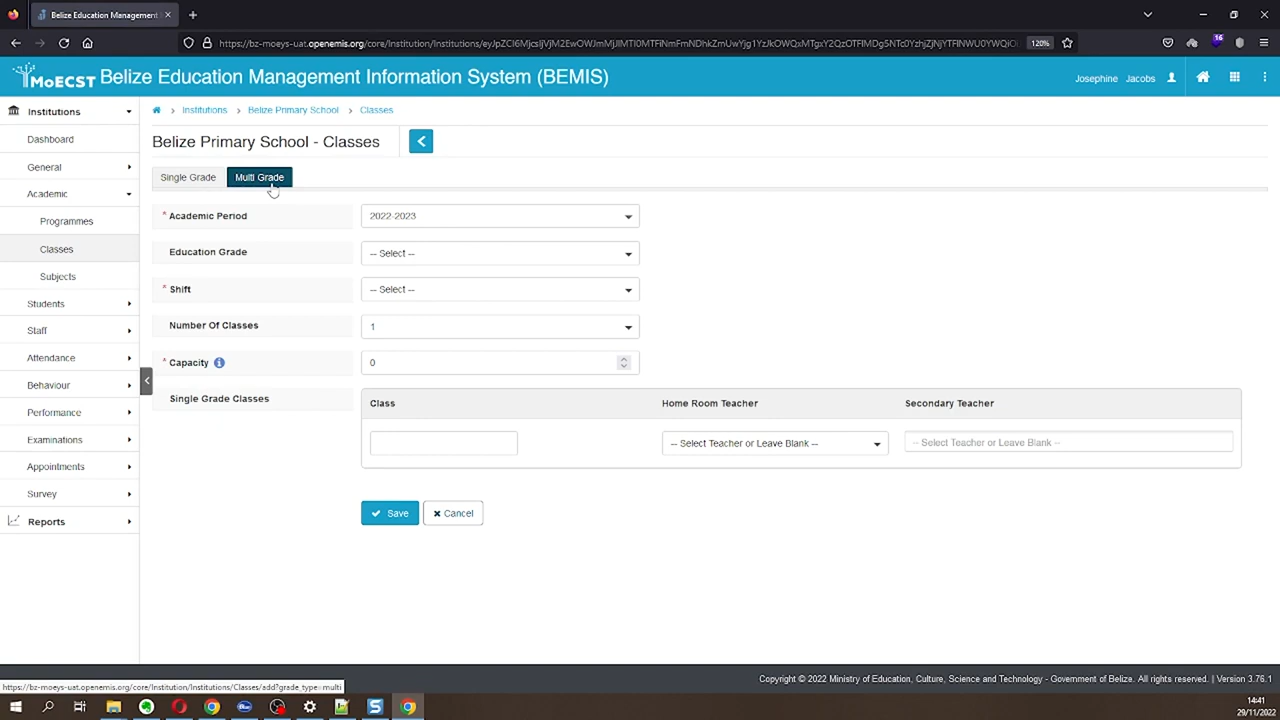 Belize Education Management
https://bz-moeys-uat.openemis.org/core/Institution/Institutions/
120%
16
MoECST Belize Education Management Information System (BEMIS)
Josephine Jacobs
Institutions
Institutions > Belize Primary School > Classes
Dashboard
Belize Primary School - Classes
General
Single Grade
Multi Grade
Academic
Programmes
* Academic Period
2022-2023
Classes
Education Grade
-- Select --
Subjects
* Shift
-- Select --
Students
Number Of Classes
1
Staff
Attendance
* Capacity
0
Behaviour
Single Grade Classes
Class
Home Room Teacher
Secondary Teacher
Performance
Examinations
-- Select Teacher or Leave Blank --
-- Select Teacher or Leave Blank --
Appointments
Survey
Save
Cancel
Reports
Copyright © 2022 Ministry of Education, Culture, Science and Technology - Government of Belize. All rights reserved. | Version 3.76.1
https://bz-moeys-uat.openemis.org/core/Institution/Institutions/Classes/add?grade_type=multi
14:41
29/11/2022